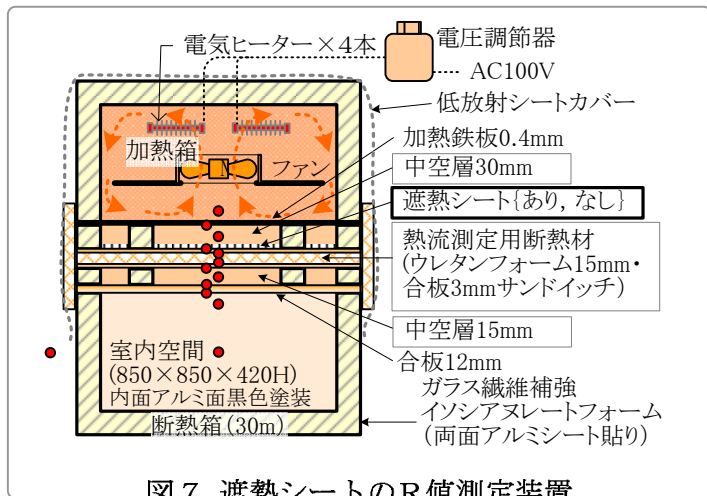 電気ヒーター×4本
電圧調節器
AC100V
低放射シートカバー
加熱箱
加熱鉄板0.4mm
ファン
中空層30mm
遮熱シート{あり, なし}
熱流測定用断熱材
(ウレタンフォーム15mm・
合板3mmサンドイッチ)
中空層15mm
室内空間
(850×850×420H)
内面アルミ面黒色塗装
合板12mm
ガラス繊維補強
イソシアヌレートフォーム
(両面アルミシート貼り)
断熱箱(30m)
図7 遮熱シートのR値測定装置